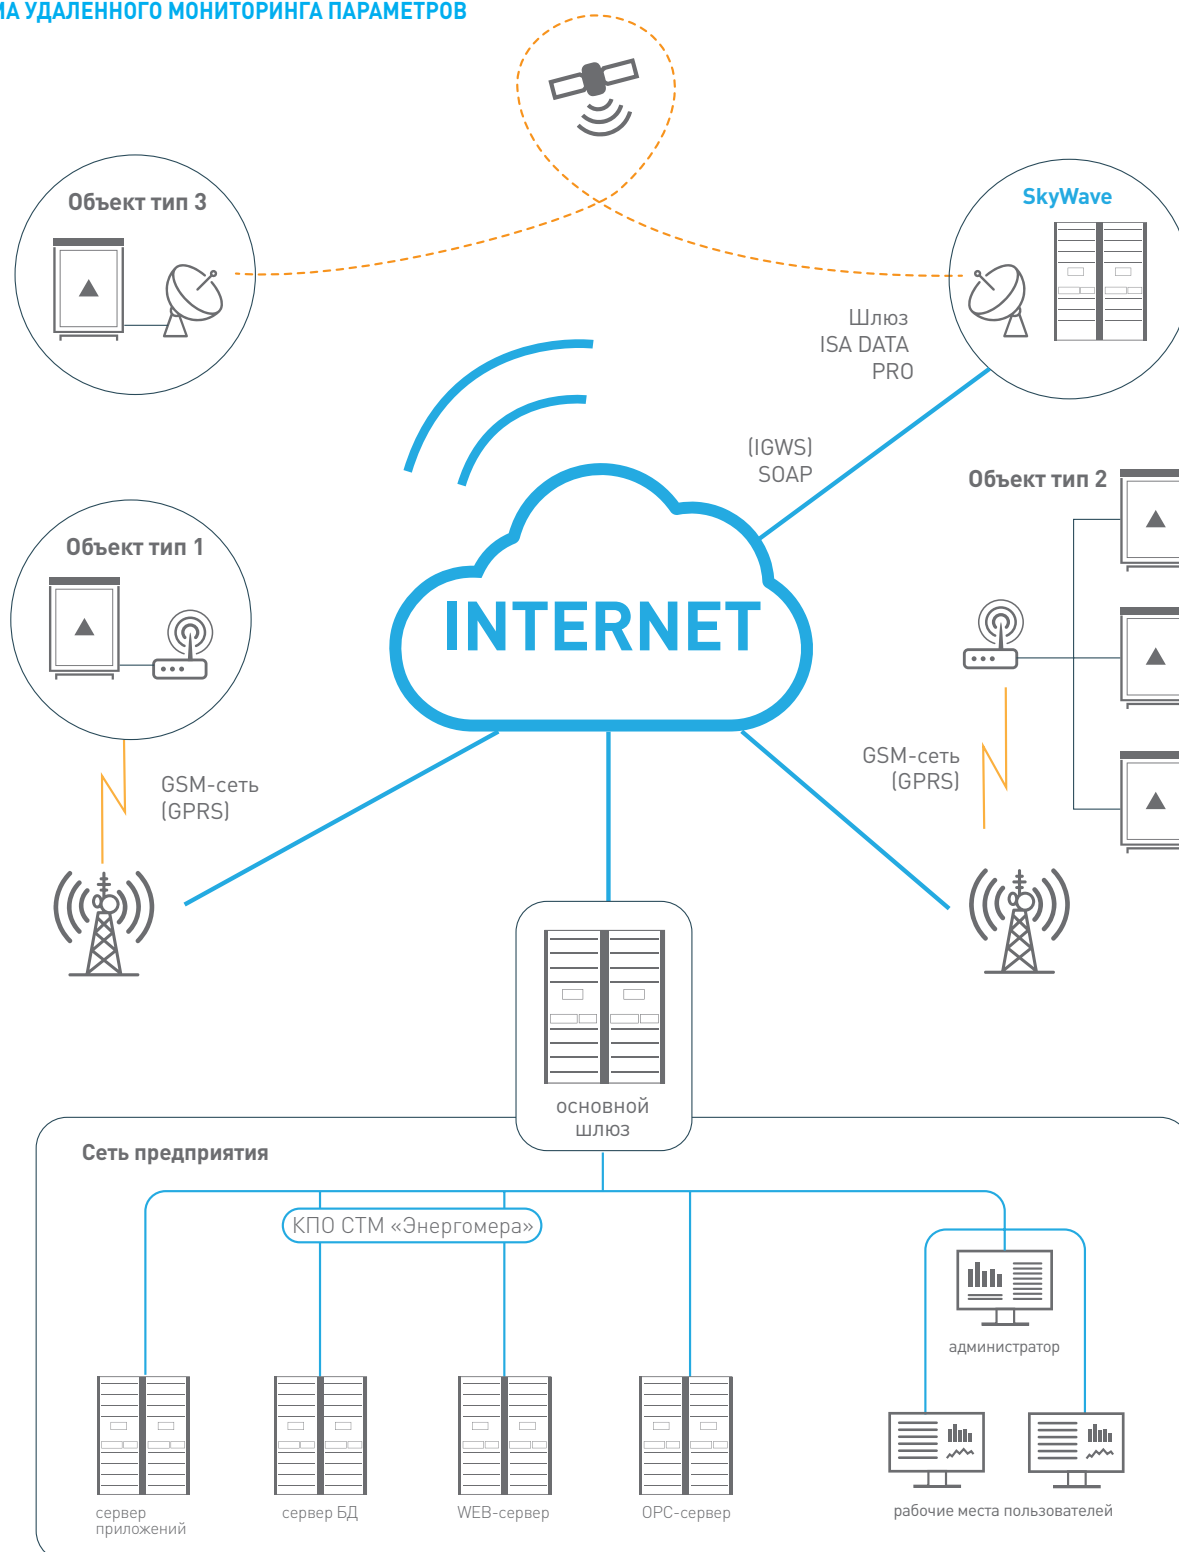 МА УДАЛЕННОГО МОНИТОРИНГА ПАРАМЕТРОВ
Объект тип 3
SkyWave
Шлюз
ISA DATA
PRO
(IGWS)
SOAP
Объект тип 2
Объект тип 1
INTERNET
GSM-сеть
(GPRS)
GSM-сеть
(GPRS)
основной
шлюз
Сеть предприятия
КПО СТМ «Энергомера»
администратор
сервер
приложений
сервер БД
WEB-сервер
OPC-сервер
рабочие места пользователей